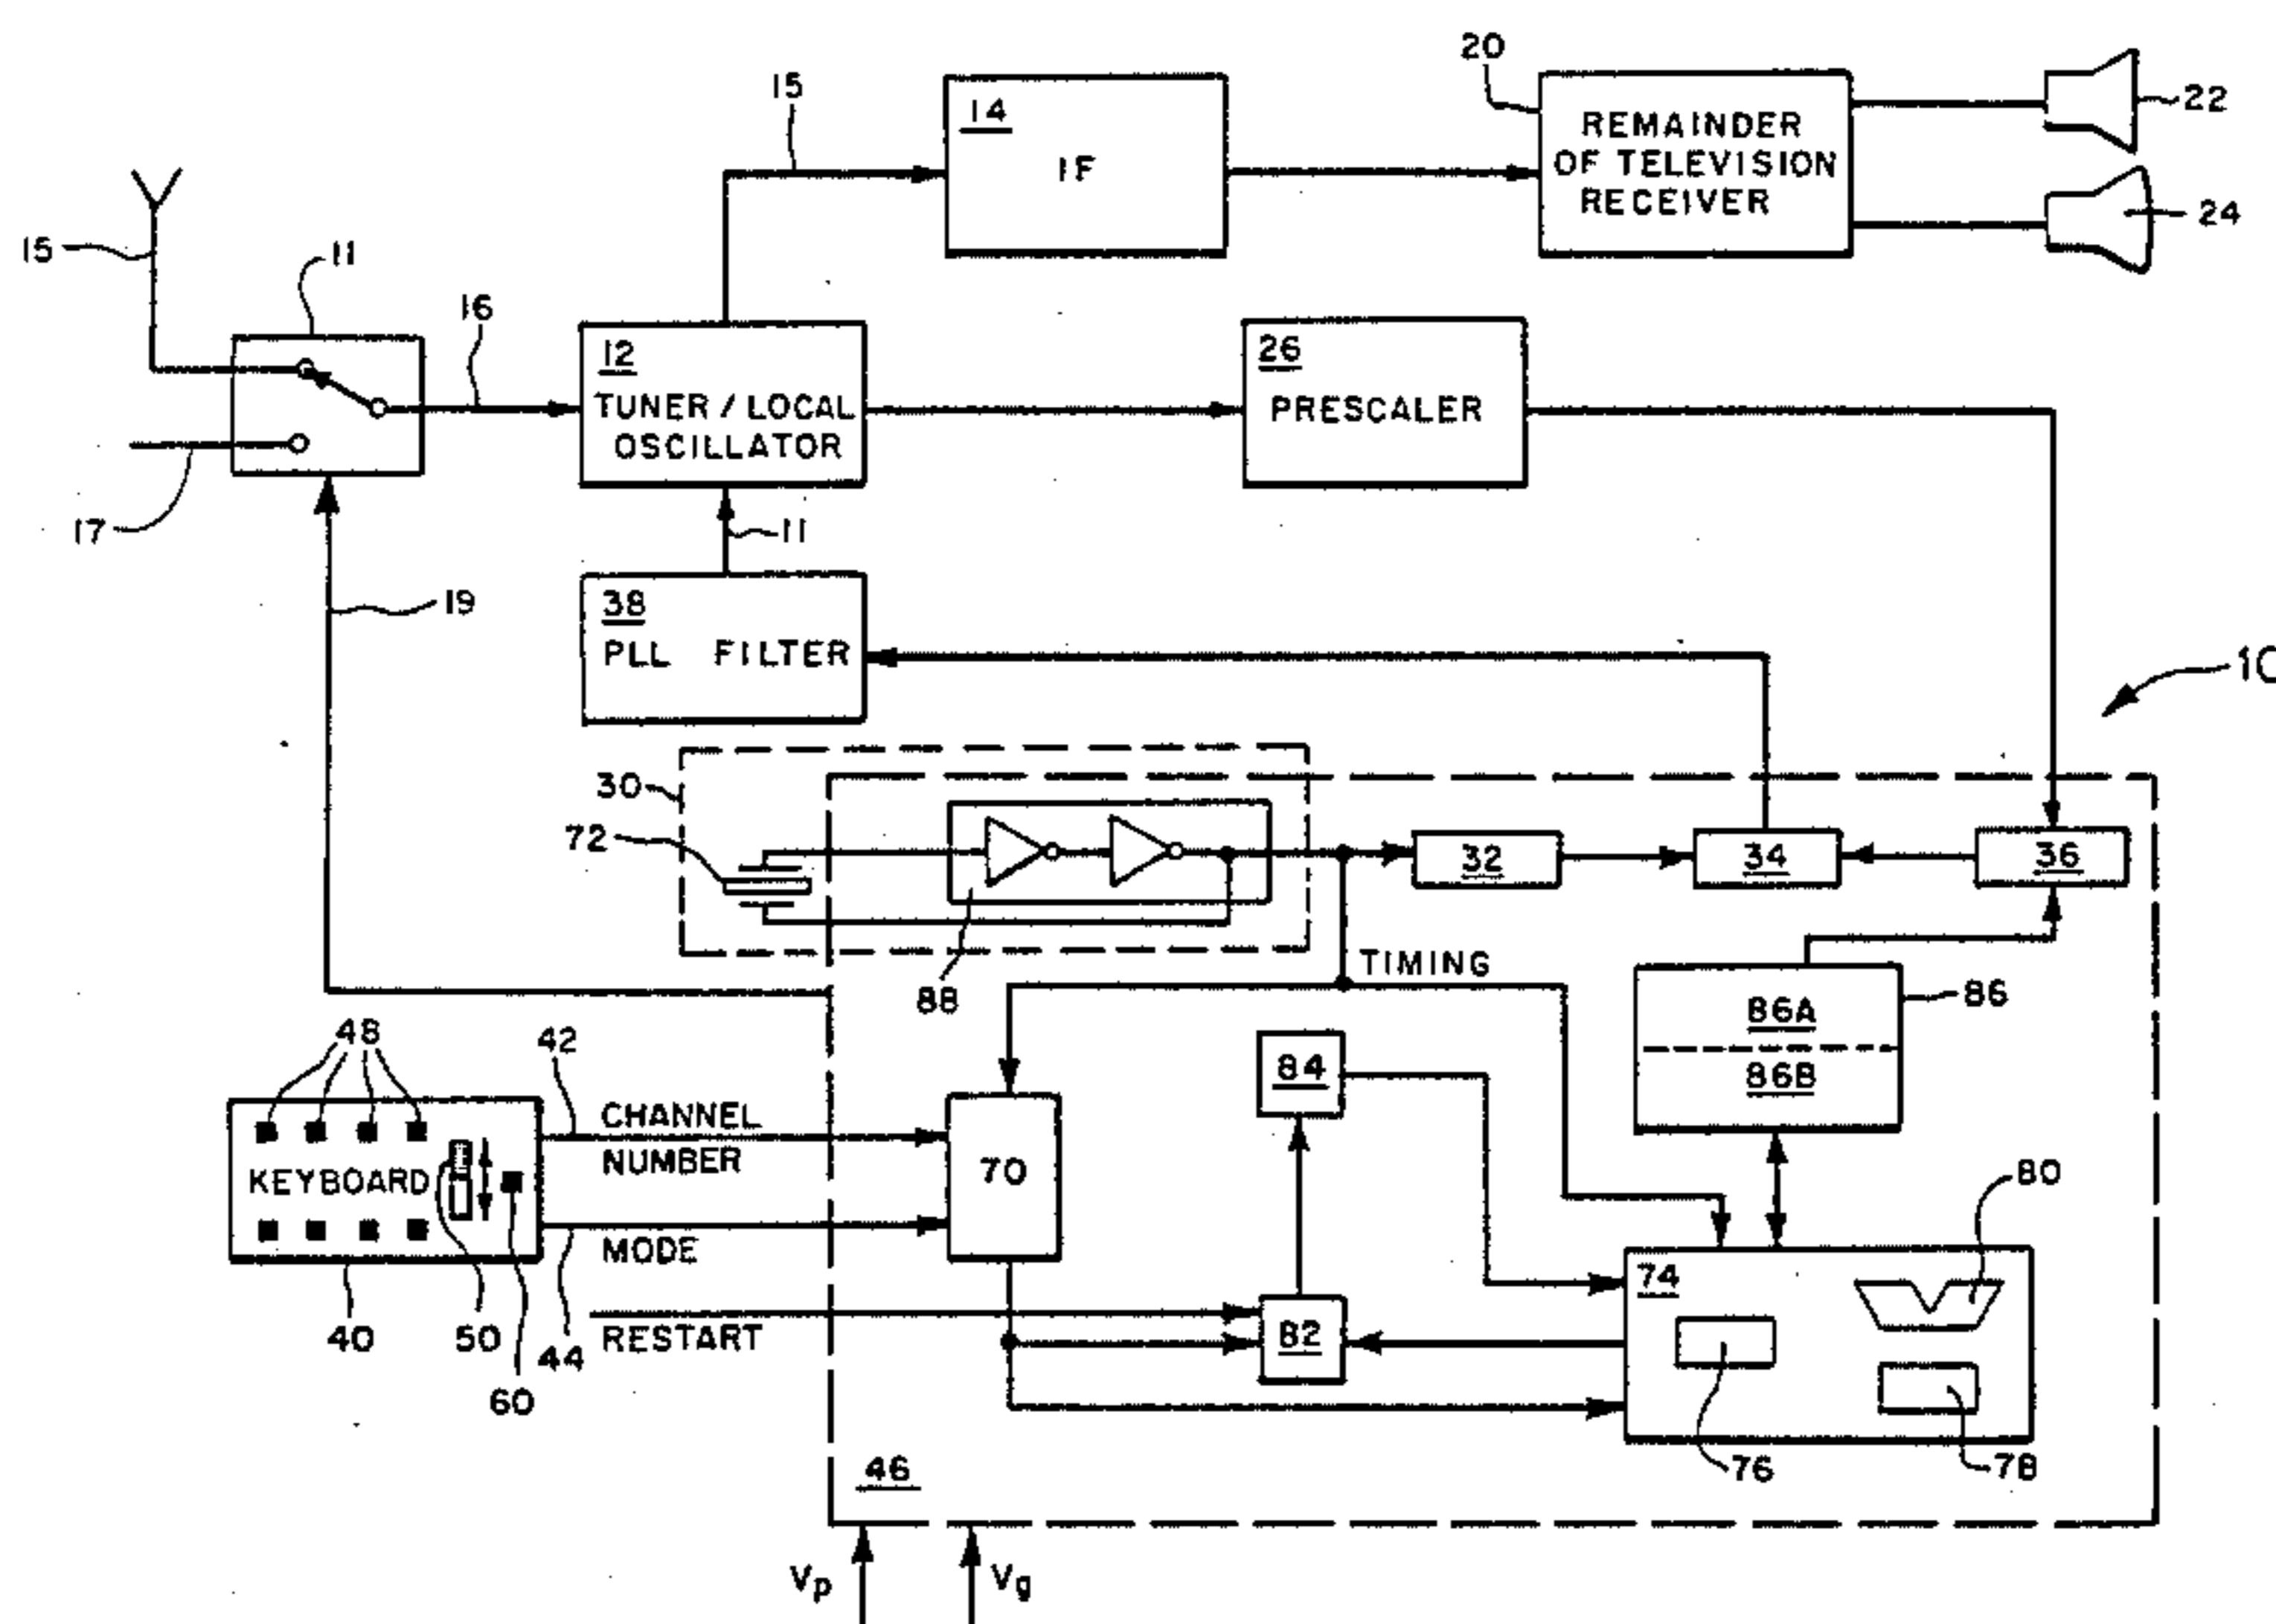 20
15
14
IF
REMAINDER
OF TELEVISION
RECEIVER
22
24
15
11
16
12
TUNER / LOCAL
OSCILLATOR
26
PRESCALER
17
11
19
38
PLL FILTER
10
30
72
32
34
36
88
TIMING
86
86A
86B
48
42
CHANNEL
NUMBER
84
70
KEYBOARD
80
MODE
74
40
50
44
RESTART
82
60
76
78
46
Vp
Vg